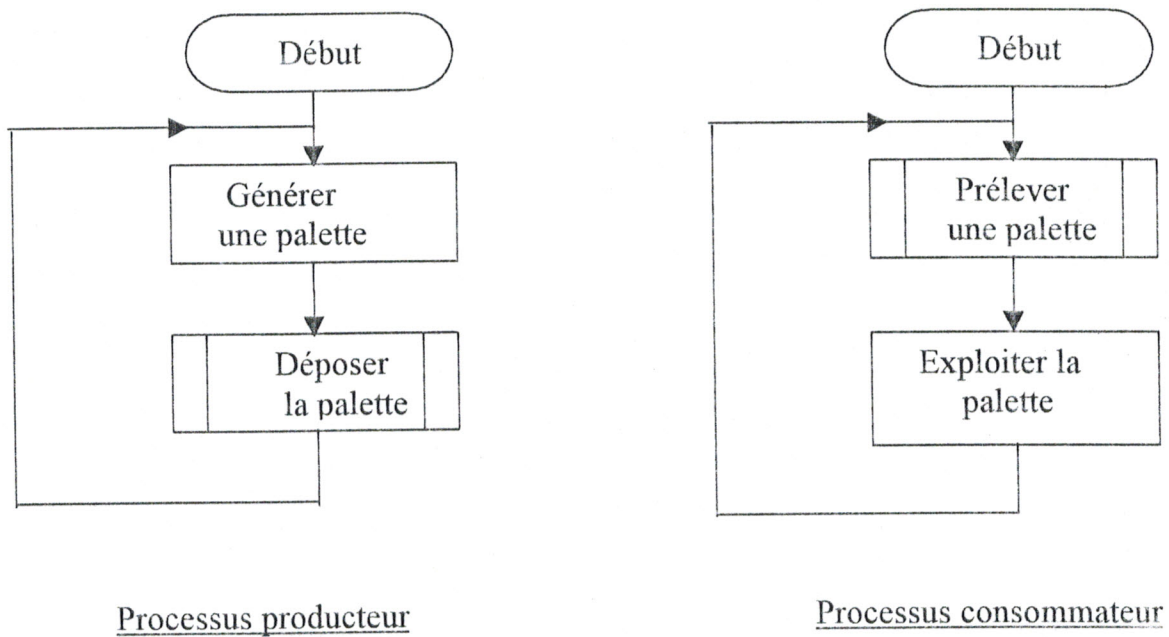 Début
Générer
une palette
Déposer
la palette
Processus producteur
Début
Prélever
une palette
Exploiter la
palette
Processus consommateur